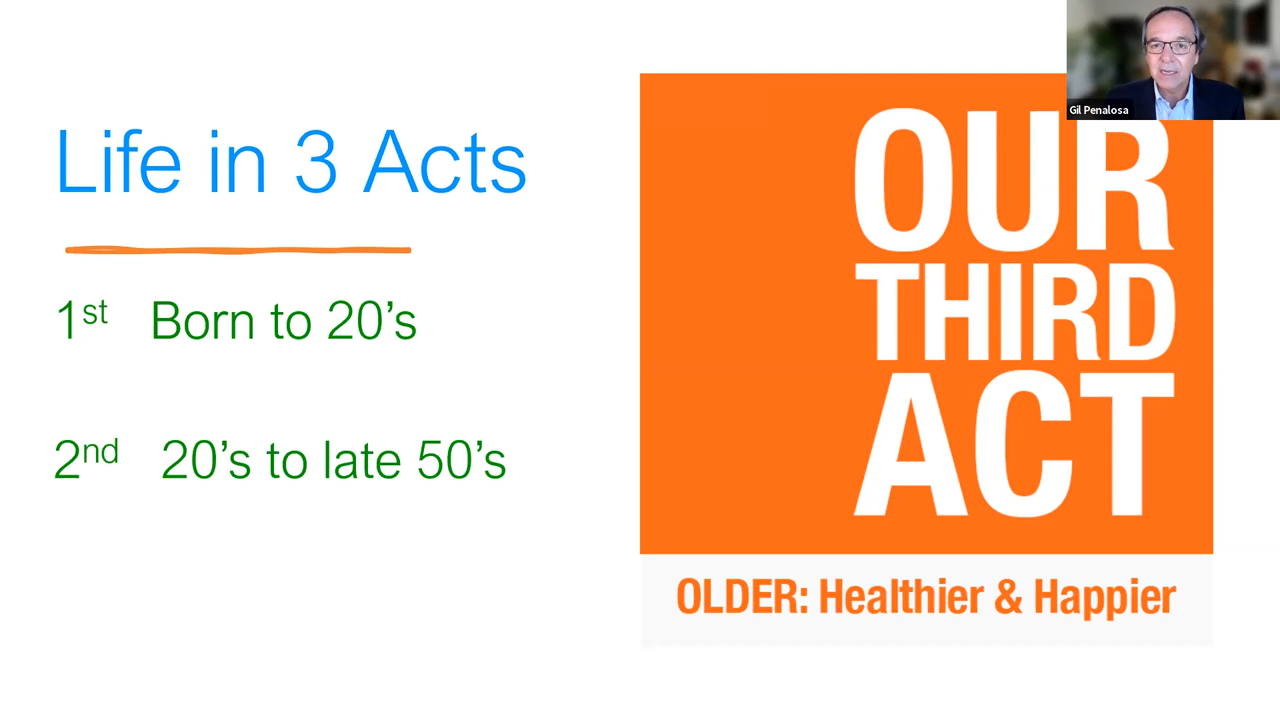 Life in 3 Acts
1st Born to 20's
2nd 20's to late 50's
OUR
THIRD
ACT
OLDER: Healthier & Happier
Gil Penalosa